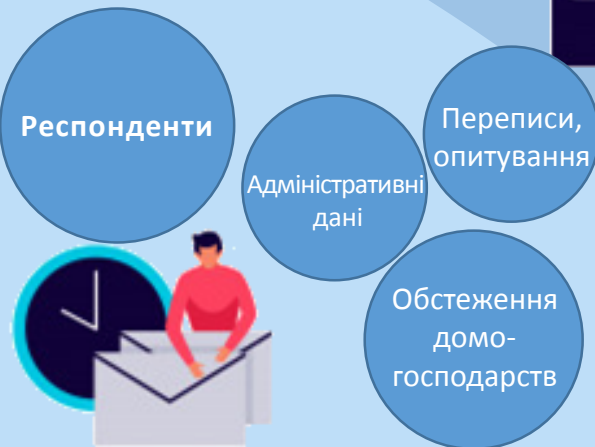 Респонденти
Адміністративні
дані
Переписи,
опитування
Обстеження
домо-
господарств